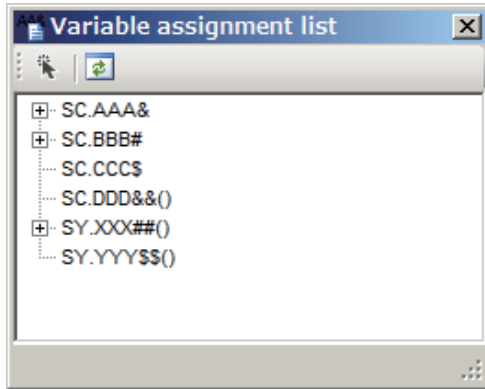 Variable assignment list
SC.AAA&
SC.BBB#
SC.CCC$
SC.DDD&&()
SY.XXX##()
SY.YYY$$()